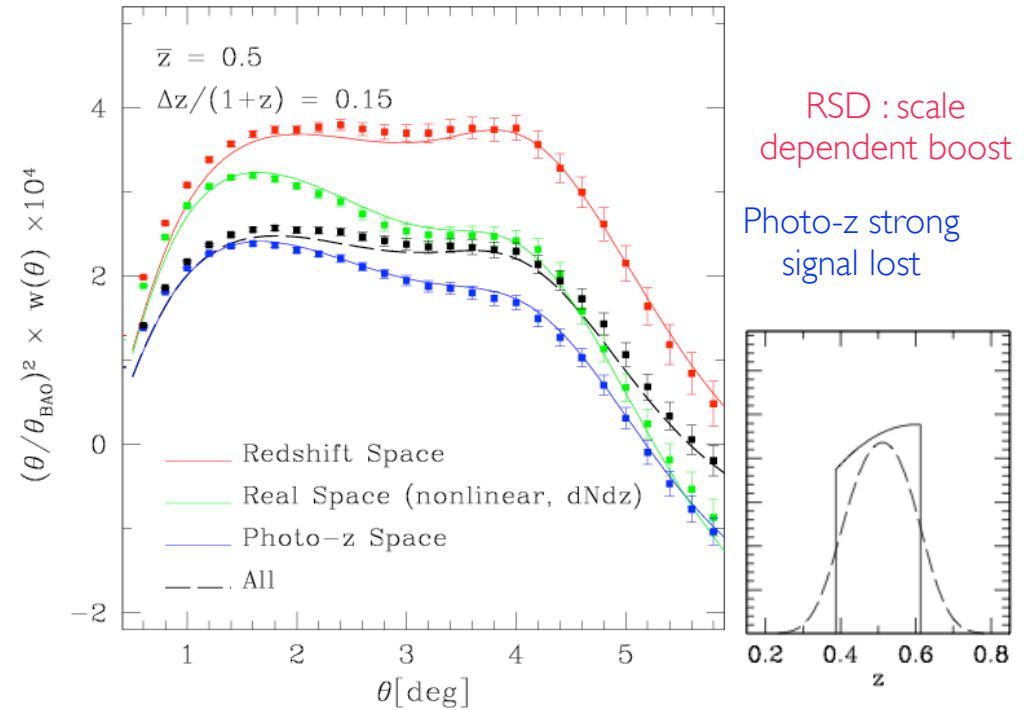 z̅ = 0.5
Δz/(1+z) = 0.15
(θ/θ_BAO)² × w(θ) ×10⁴
4
2
0
−2
Redshift Space
Real Space (nonlinear, dNdz)
Photo−z Space
All
1
2
3
4
5
θ[deg]
RSD : scale
dependent boost
Photo-z strong
signal lost
0.2
0.4
0.6
0.8
z